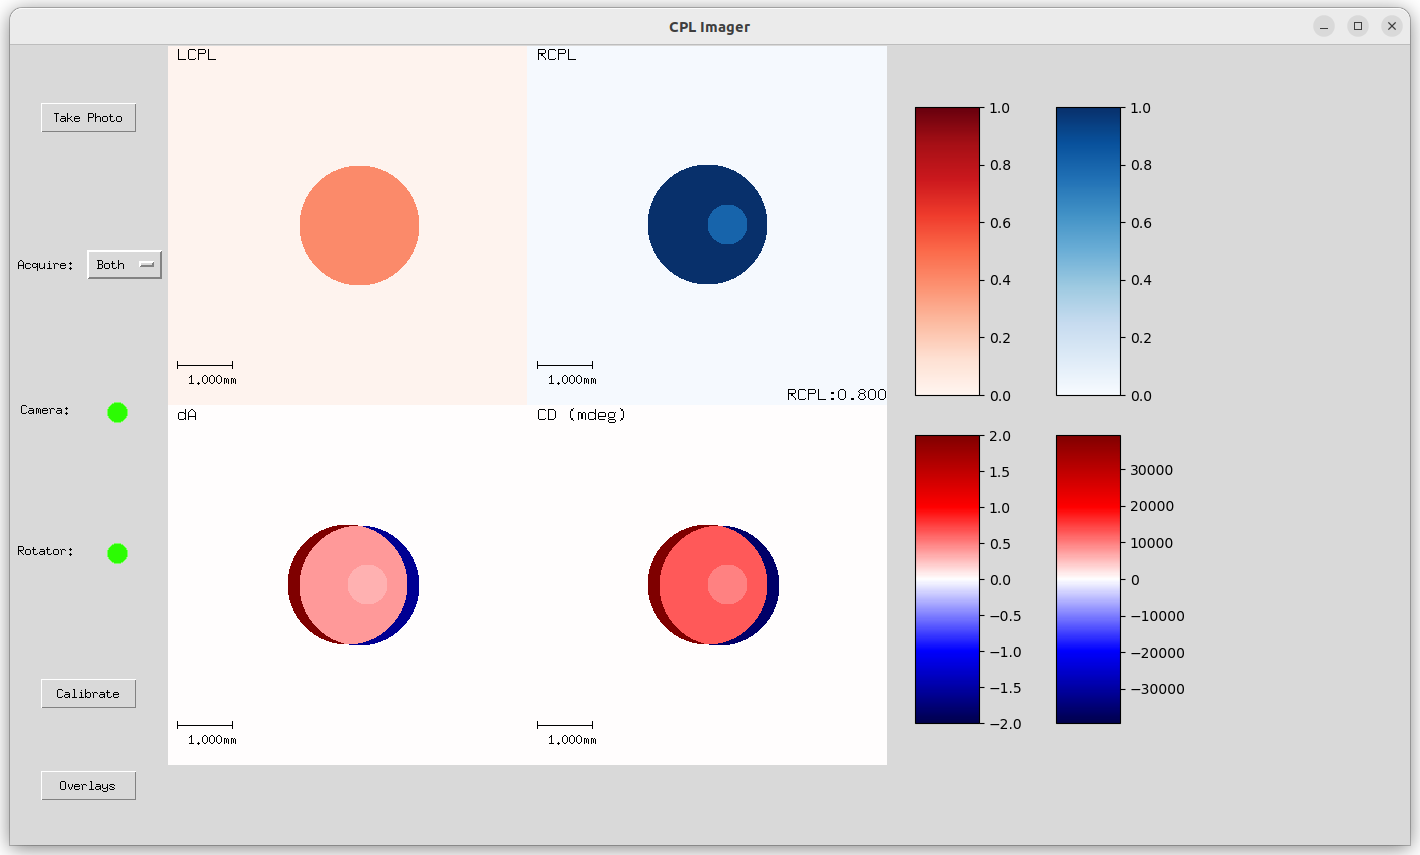 CPL Imager
Take Photo
Acquire: Both
Camera:
Rotator:
Calibrate
Overlays
LCPL
1.000mm
RCPL
1.000mm
RCPL:0.800
dA
1.000mm
CD (mdeg)
1.000mm
1.0
0.8
0.6
0.4
0.2
0.0
1.0
0.8
0.6
0.4
0.2
0.0
2.0
1.5
1.0
0.5
0.0
−0.5
−1.0
−1.5
−2.0
30000
20000
10000
0
−10000
−20000
−30000